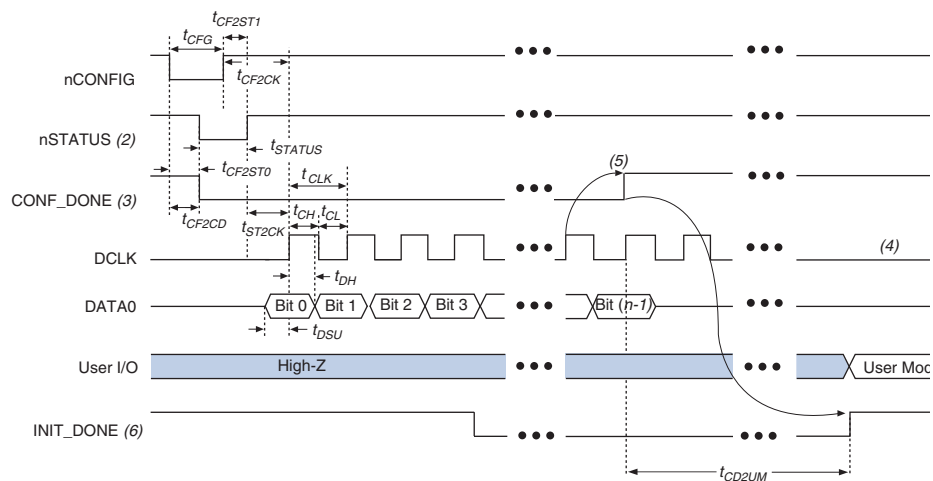 tCF2ST1
tCFG
tCF2CK
nCONFIG
nSTATUS (2)
tSTATUS
tCF2ST0
tCLK
(5)
CONF_DONE (3)
tCF2CD
tST2CK
tCH
tCL
DCLK
(4)
tDH
DATA0
Bit 0
Bit 1
Bit 2
Bit 3
Bit (n-1)
tDSU
User I/O
High-Z
User Mod
INIT_DONE (6)
tCD2UM